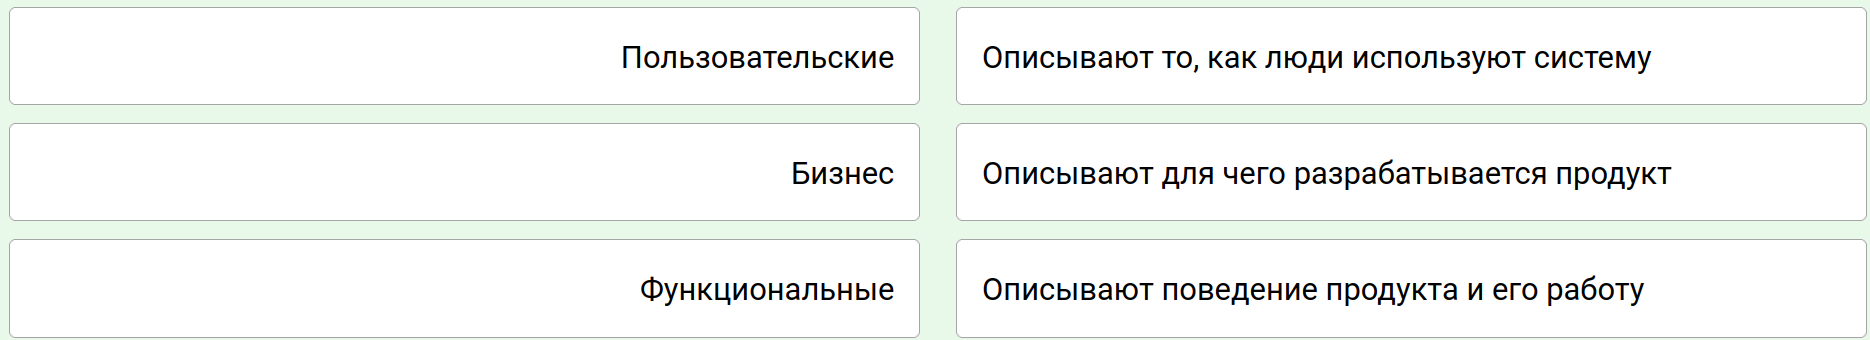 Пользовательские
Описывают то, как люди используют систему
Бизнес
Описывают для чего разрабатывается продукт
Функциональные
Описывают поведение продукта и его работу